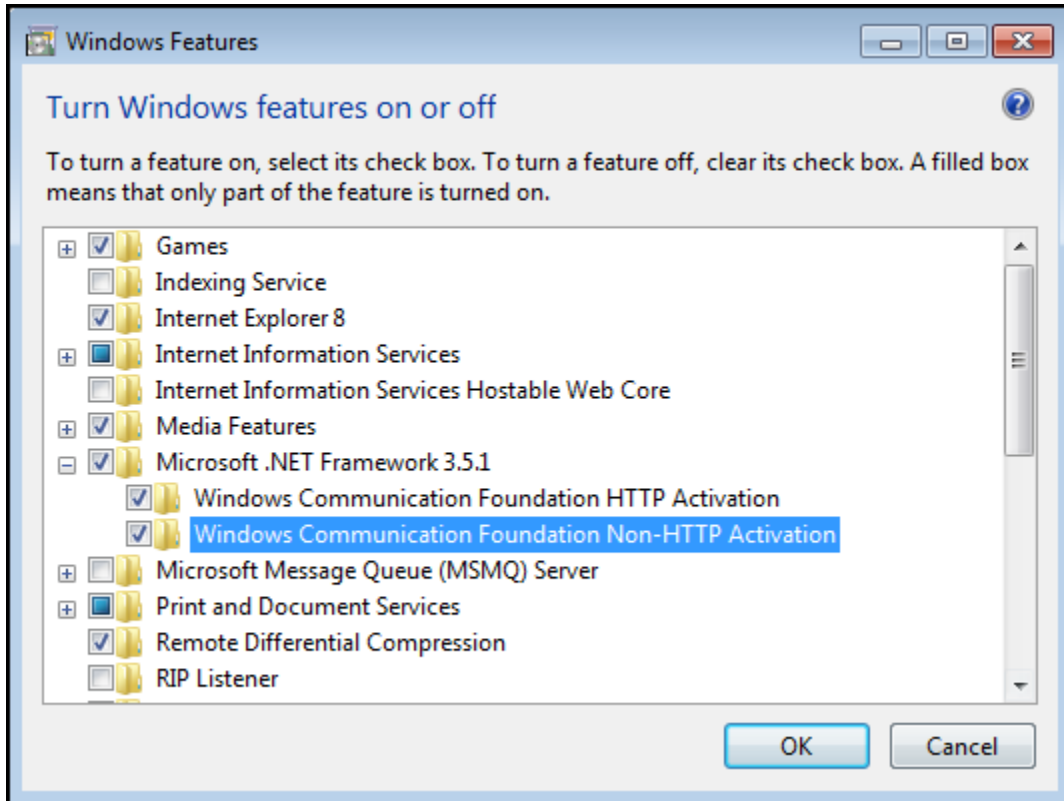 Windows Features
Turn Windows features on or off
To turn a feature on, select its check box. To turn a feature off, clear its check box. A filled box
means that only part of the feature is turned on.
Games
Indexing Service
Internet Explorer 8
Internet Information Services
Internet Information Services Hostable Web Core
Media Features
Microsoft .NET Framework 3.5.1
Windows Communication Foundation HTTP Activation
Windows Communication Foundation Non-HTTP Activation
Microsoft Message Queue (MSMQ) Server
Print and Document Services
Remote Differential Compression
RIP Listener
OK Cancel